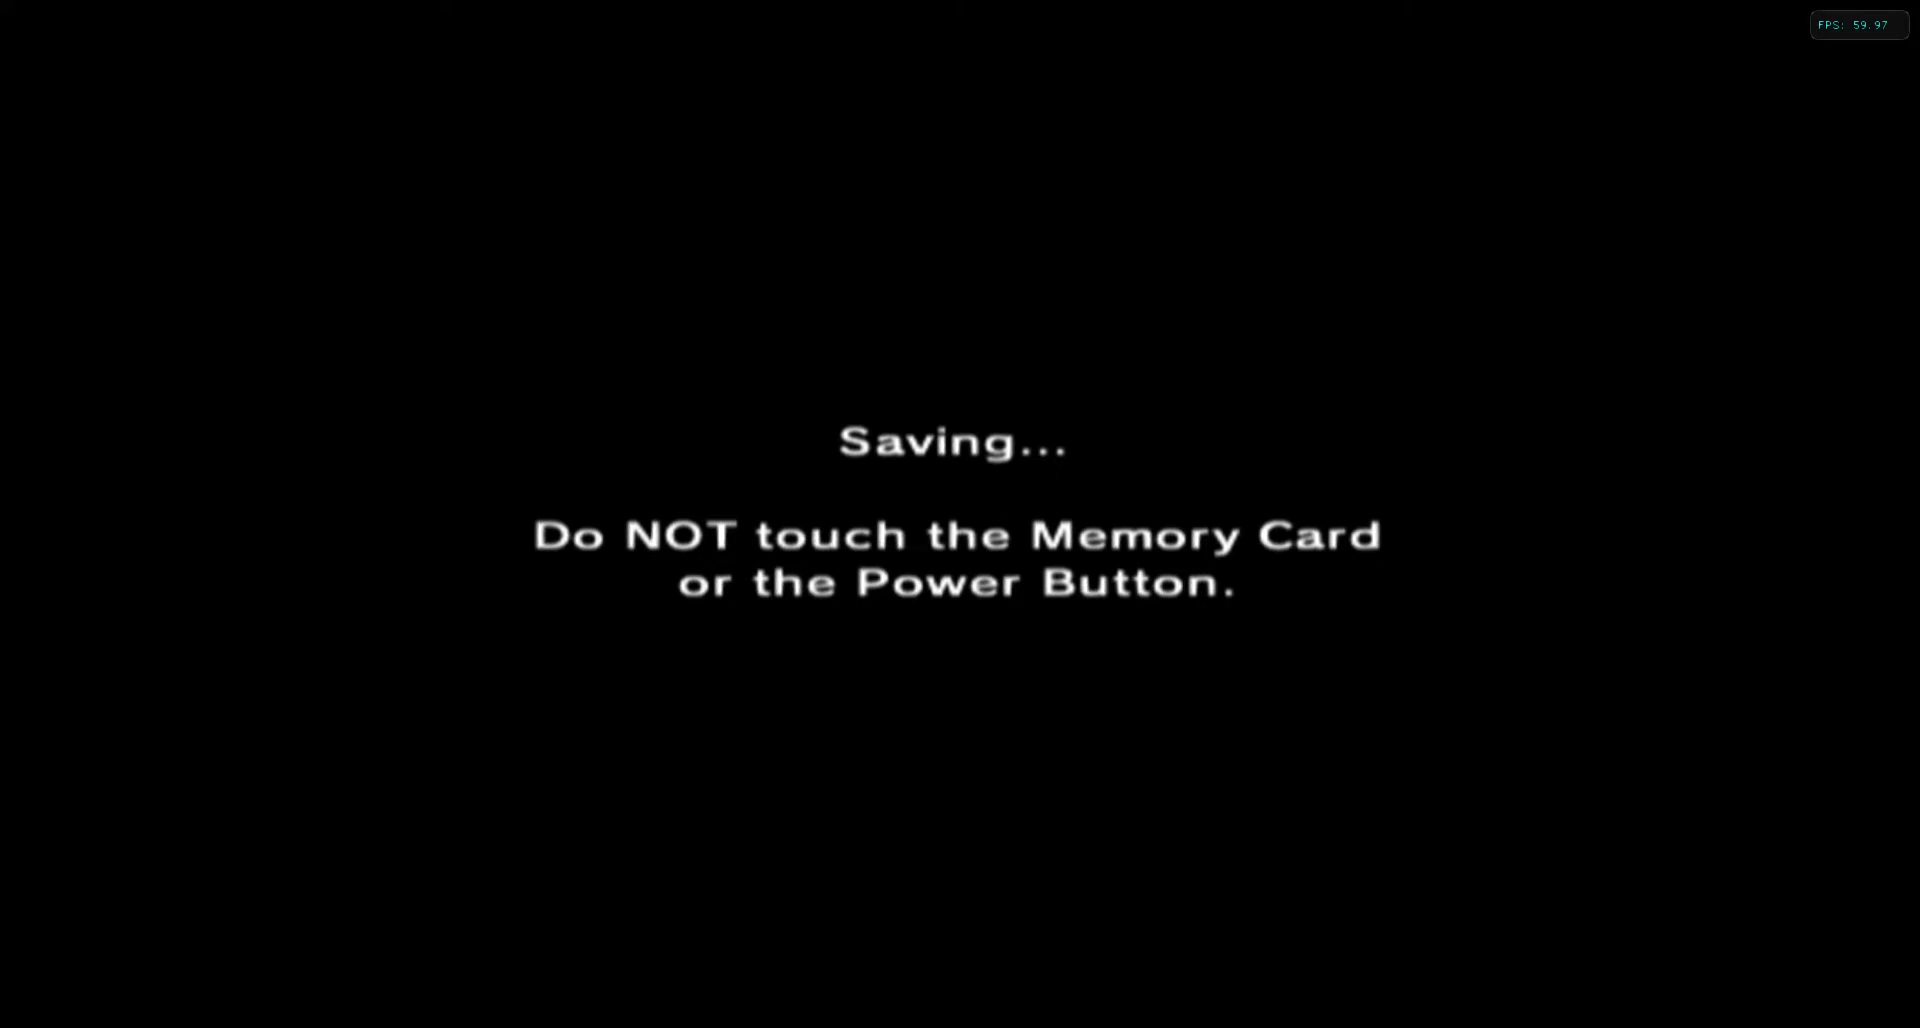 FPS: 59.97
Saving...
Do NOT touch the Memory Card
or the Power Button.